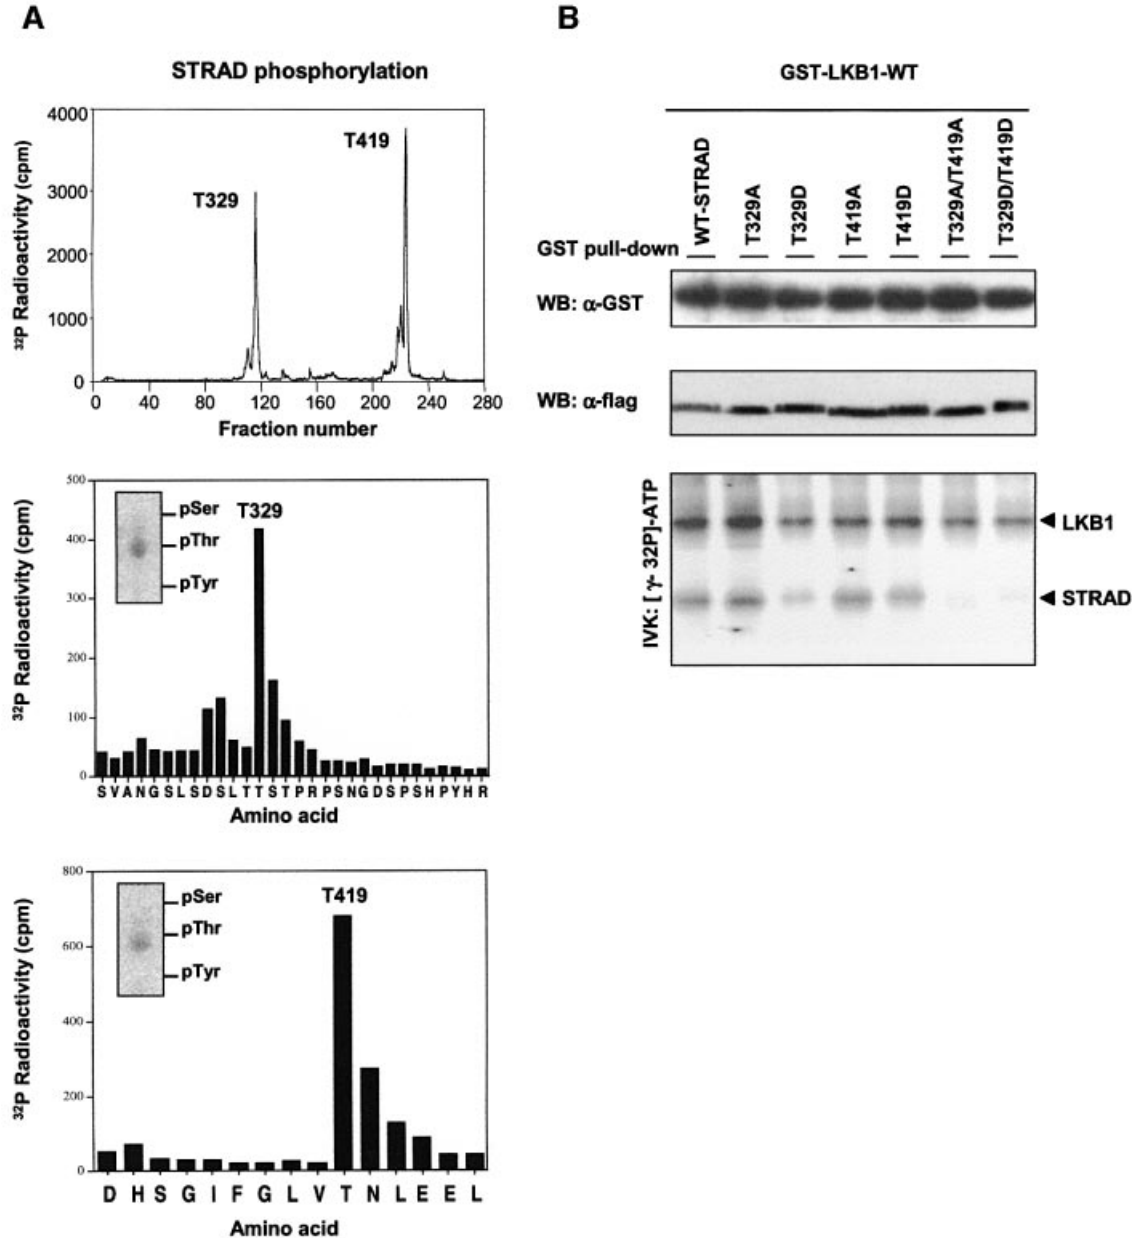 A
STRAD phosphorylation
4000
3000
2000
1000
0
T329
T419
0 40 80 120 160 200 240 280
Fraction number
³²P Radioactivity (cpm)
500
400
300
200
100
0
pSer
pThr
pTyr
T329
S V A N G S L S D S L T T S T P R P S N G D S P S H P Y H R
Amino acid
³²P Radioactivity (cpm)
800
600
400
200
0
pSer
pThr
pTyr
T419
D H S G I F G L V T N L E E L
Amino acid
³²P Radioactivity (cpm)
B
GST-LKB1-WT
WT-STRAD
T329A
T329D
T419A
T419D
T329A/T419A
T329D/T419D
GST pull-down
WB: α-GST
WB: α-flag
IVK: [ γ- 32P]-ATP
LKB1
STRAD